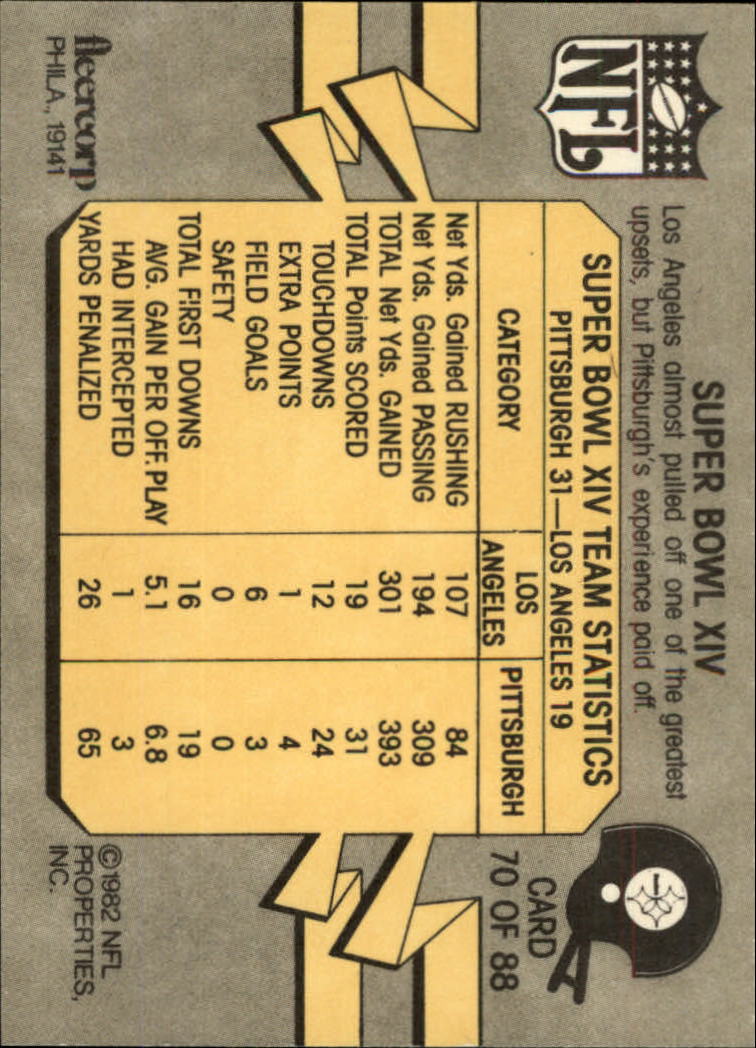 NFL
SUPER BOWL XIV
Los Angeles almost pulled off one of the greatest
upsets, but Pittsburgh's experience paid off.
CARD
70 OF 88
SUPER BOWL XIV TEAM STATISTICS
PITTSBURGH 31—LOS ANGELES 19
CATEGORY LOS ANGELES PITTSBURGH
Net Yds. Gained RUSHING 107 84
Net Yds. Gained PASSING 194 309
TOTAL Net Yds. GAINED 301 393
TOTAL Points SCORED 19 31
TOUCHDOWNS 12 24
EXTRA POINTS 1 4
FIELD GOALS 6 3
SAFETY 0 0
TOTAL FIRST DOWNS 16 19
AVG. GAIN PER OFF. PLAY 5.1 6.8
HAD INTERCEPTED 1 3
YARDS PENALIZED 26 65
fleercorp
PHILA., 19141
©1982 NFL
PROPERTIES,
INC.